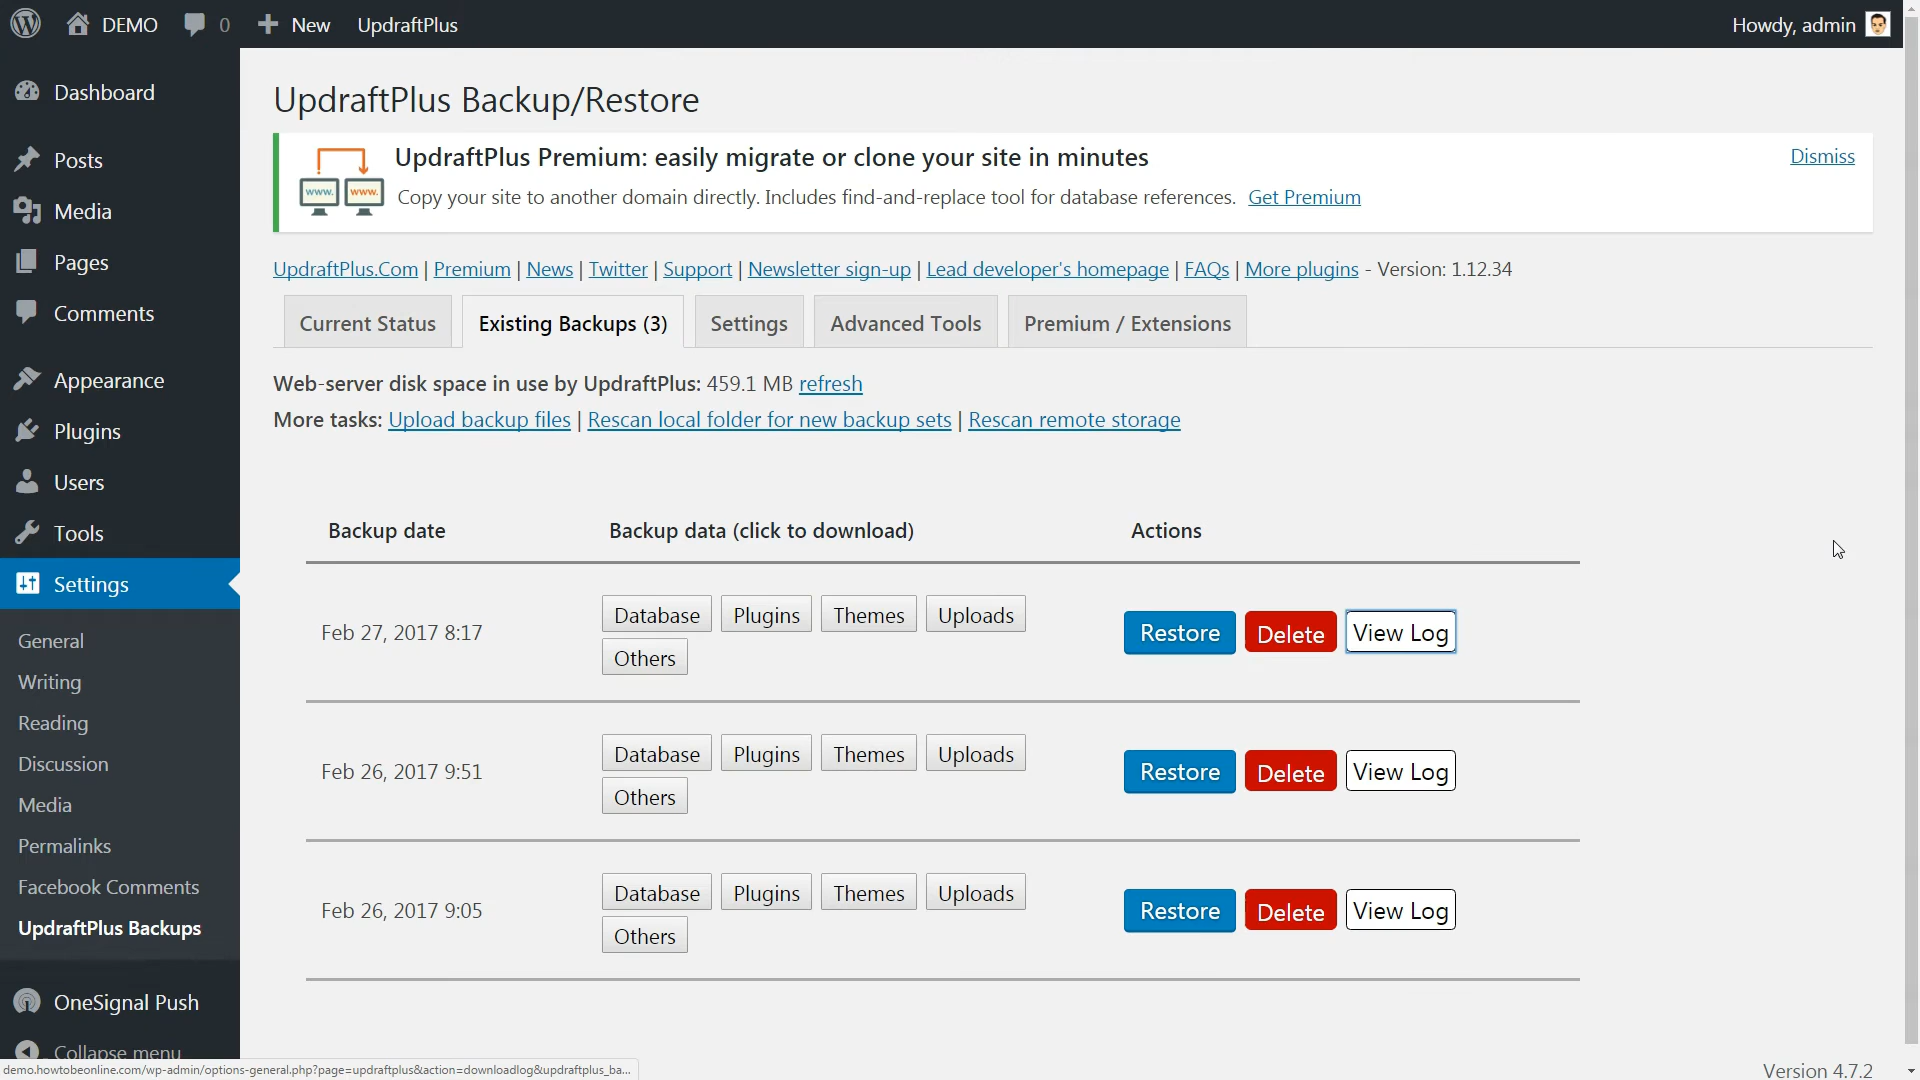 DEMO 0 New UpdraftPlus Howdy, admin
Dashboard
Posts
Media
Pages
Comments
Appearance
Plugins
Users
Tools
Settings
General
Writing
Reading
Discussion
Media
Permalinks
Facebook Comments
UpdraftPlus Backups
OneSignal Push
Collapse menu
UpdraftPlus Backup/Restore
www. www.
UpdraftPlus Premium: easily migrate or clone your site in minutes
Dismiss
Copy your site to another domain directly. Includes find-and-replace tool for database references. Get Premium
UpdraftPlus.Com | Premium | News | Twitter | Support | Newsletter sign-up | Lead developer's homepage | FAQs | More plugins - Version: 1.12.34
Current Status Existing Backups (3) Settings Advanced Tools Premium / Extensions
Web-server disk space in use by UpdraftPlus: 459.1 MB refresh
More tasks: Upload backup files | Rescan local folder for new backup sets | Rescan remote storage
Backup date Backup data (click to download) Actions
Feb 27, 2017 8:17 Database Plugins Themes Uploads Restore Delete View Log
Others
Feb 26, 2017 9:51 Database Plugins Themes Uploads Restore Delete View Log
Others
Feb 26, 2017 9:05 Database Plugins Themes Uploads Restore Delete View Log
Others
demo.howtobeonline.com/wp-admin/options-general.php?page=updraftplus&action=downloadlog&updraftplus_ba...
Version 4.7.2